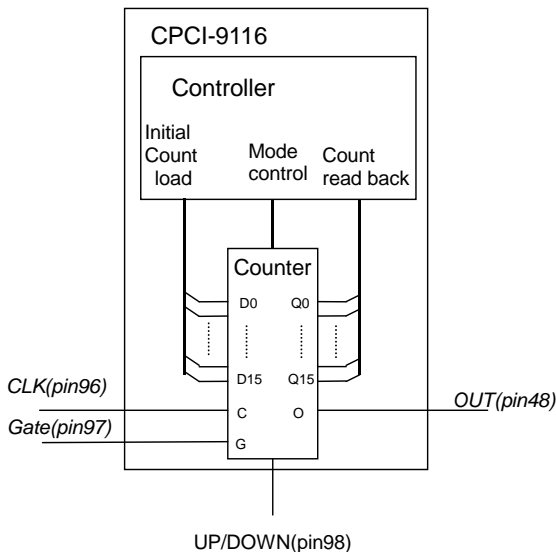 CPCI-9116
Controller
Initial
Count
load
Mode
control
Count
read back
Counter
D0 Q0
D15 Q15
CLK(pin96)
C O
OUT(pin48)
Gate(pin97)
G
UP/DOWN(pin98)